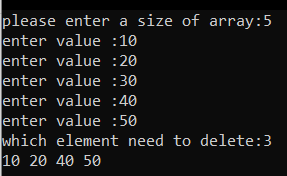 please enter a size of array:5
enter value :10
enter value :20
enter value :30
enter value :40
enter value :50
which element need to delete:3
10 20 40 50